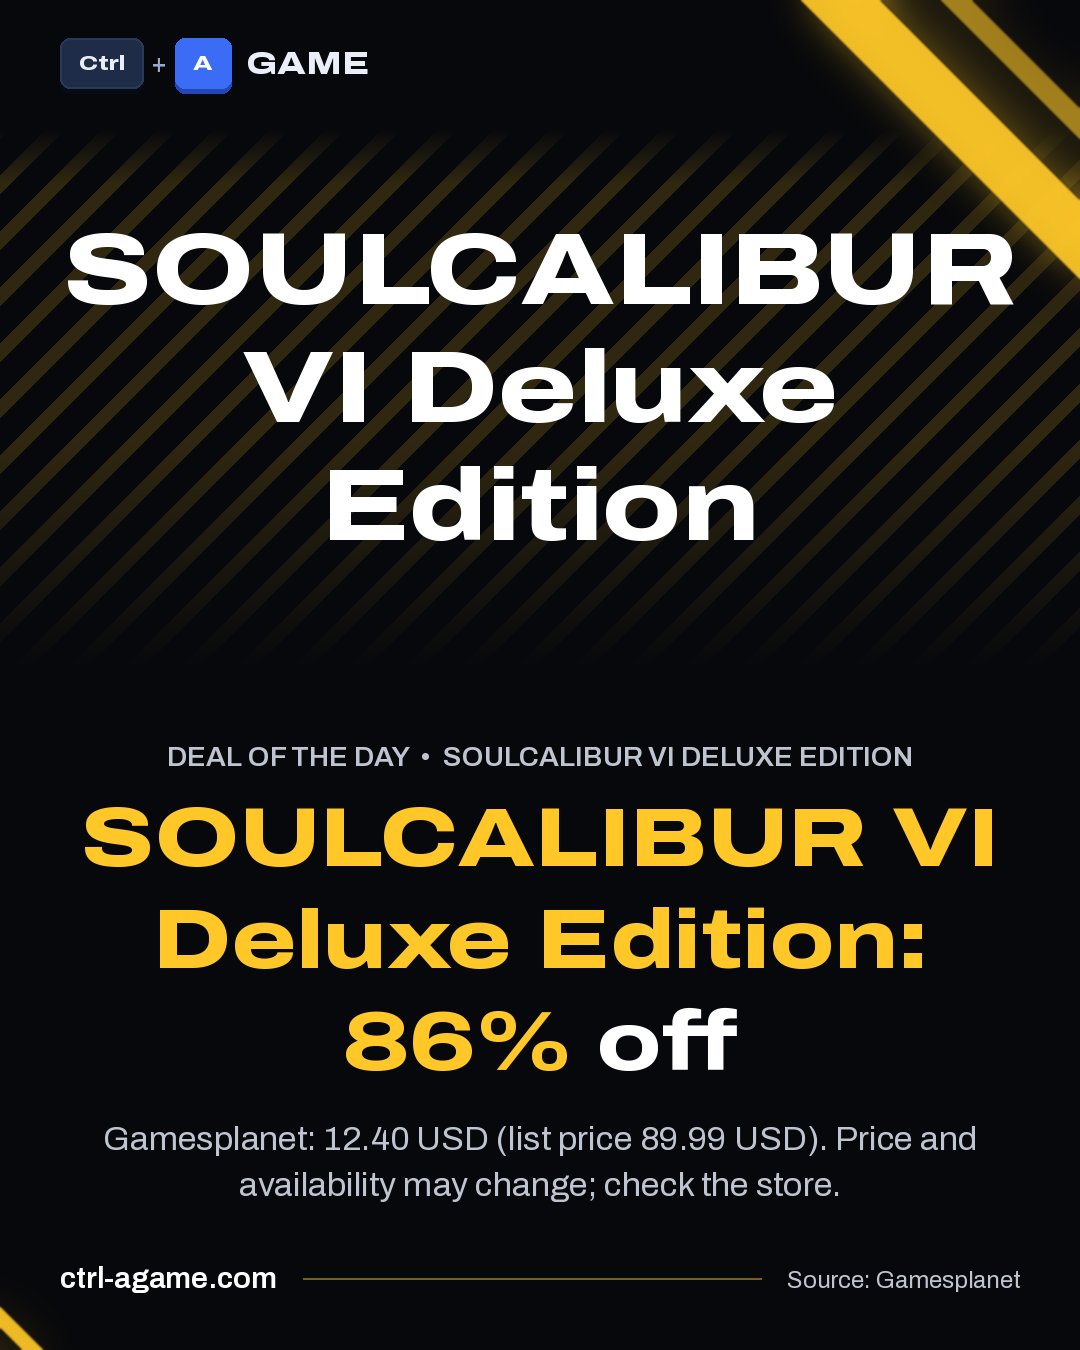 Ctrl + A GAME
SOULCALIBUR
VI Deluxe
Edition
DEAL OF THE DAY • SOULCALIBUR VI DELUXE EDITION
SOULCALIBUR VI
Deluxe Edition:
86% off
Gamesplanet: 12.40 USD (list price 89.99 USD). Price and
availability may change; check the store.
ctrl-agame.com
Source: Gamesplanet